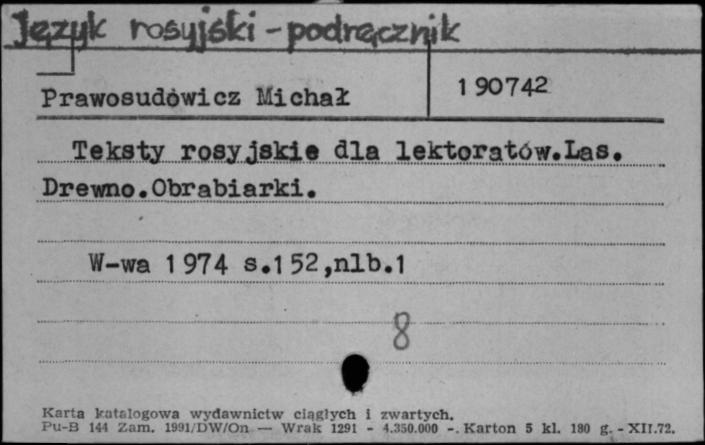 Język rosyjski - podręcznik
Prawosudowicz Michał
190742
Teksty rosyjskie dla lektoratów.Las.
Drewno.Obrabiarki.
W-wa 1974 s.152,nlb.1
8
Karta katalogowa wydawnictw ciągłych i zwartych.
Pu-B 144 Zam. 1991/DW/On — Wrak 1291 - 4.350.000 -. Karton 5 kl. 180 g. - XII.72.